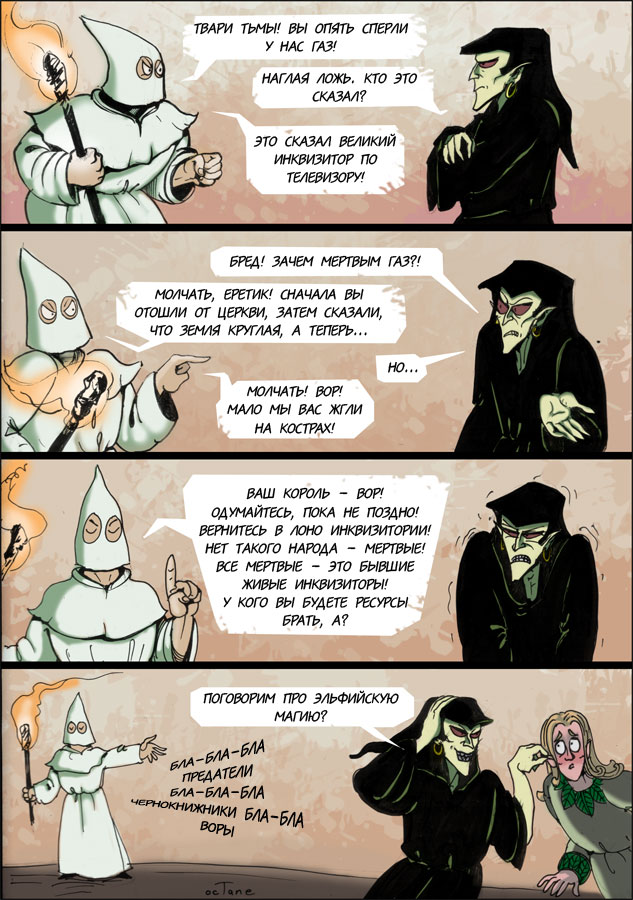 ТВАРИ ТЬМЫ! ВЫ ОПЯТЬ СПЕРЛИ
У НАС ГАЗ!
НАГЛАЯ ЛОЖЬ. КТО ЭТО
СКАЗАЛ?
ЭТО СКАЗАЛ ВЕЛИКИЙ
ИНКВИЗИТОР ПО
ТЕЛЕВИЗОРУ!
БРЕД! ЗАЧЕМ МЕРТВЫМ ГАЗ?!
МОЛЧАТЬ, ЕРЕТИК! СНАЧАЛА ВЫ
ОТОШЛИ ОТ ЦЕРКВИ, ЗАТЕМ СКАЗАЛИ,
ЧТО ЗЕМЛЯ КРУГЛАЯ, А ТЕПЕРЬ...
НО...
МОЛЧАТЬ! ВОР!
МАЛО МЫ ВАС ЖГЛИ
НА КОСТРАХ!
ВАШ КОРОЛЬ – ВОР!
ОДУМАЙТЕСЬ, ПОКА НЕ ПОЗДНО!
ВЕРНИТЕСЬ В ЛОНО ИНКВИЗИТОРИИ!
НЕТ ТАКОГО НАРОДА – МЕРТВЫЕ!
ВСЕ МЕРТВЫЕ – ЭТО БЫВШИЕ
ЖИВЫЕ ИНКВИЗИТОРЫ!
У КОГО ВЫ БУДЕТЕ РЕСУРСЫ
БРАТЬ, А?
ПОГОВОРИМ ПРО ЭЛЬФИЙСКУЮ
МАГИЮ?
БЛА-БЛА-БЛА
ПРЕДАТЕЛИ
БЛА-БЛА-БЛА
ЧЕРНОКНИЖНИКИ БЛА-БЛА
ВОРЫ
ocTane